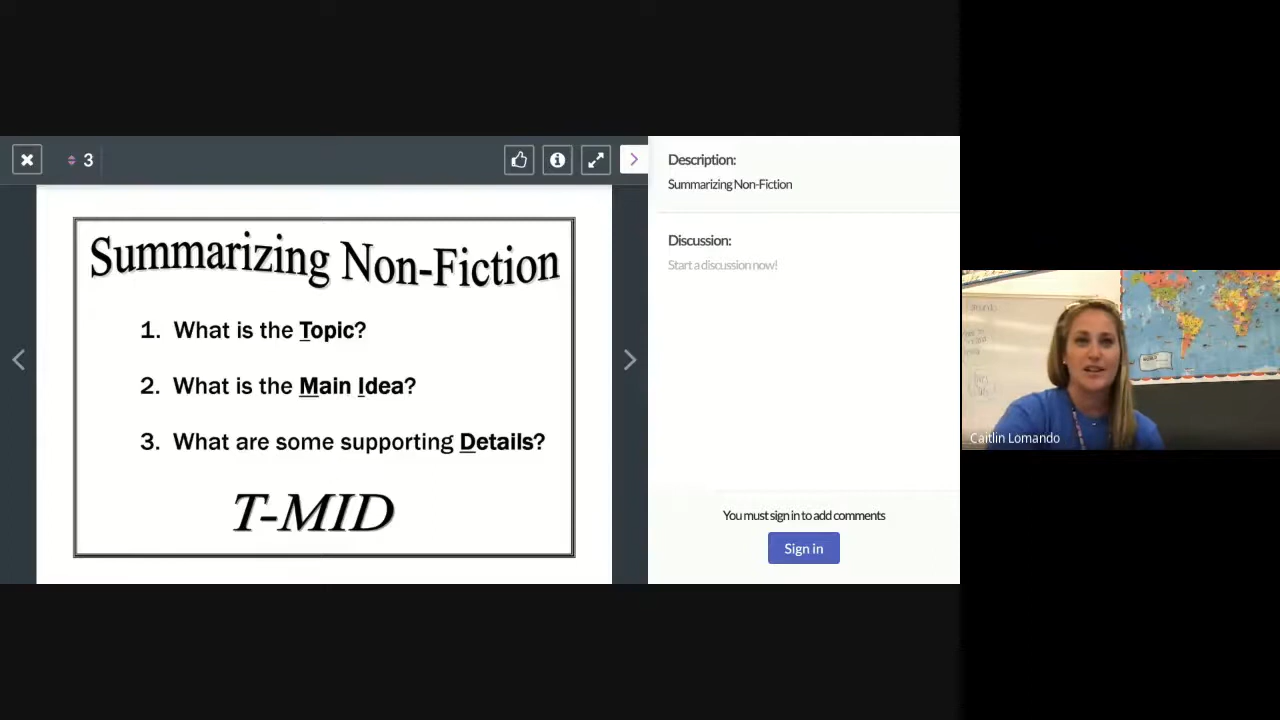 3
Summarizing Non-Fiction
1. What is the Topic?
2. What is the Main Idea?
3. What are some supporting Details?
T-MID
Description:
Summarizing Non-Fiction
Discussion:
Start a discussion now!
You must sign in to add comments
Sign in
Caitlin Lomando